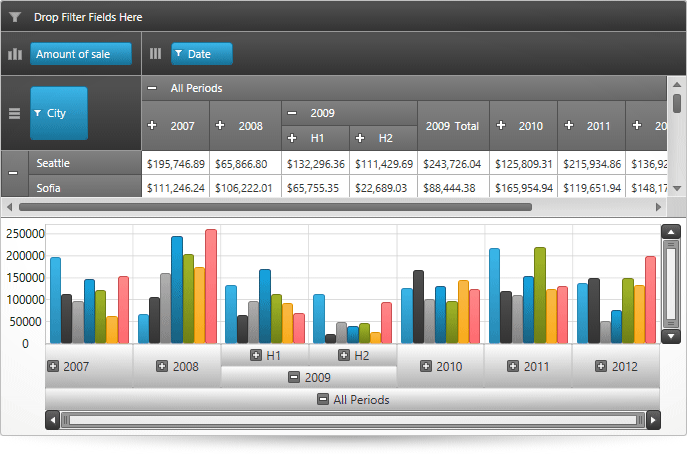 Drop Filter Fields Here
Amount of sale Date
All Periods
City
2007 2008 2009 2009 Total 2010 2011 20
H1 H2
Seattle $195,746.89 $65,866.80 $132,296.36 $111,429.69 $243,726.04 $125,809.31 $215,934.86 $136,92
Sofia $111,246.24 $106,222.01 $65,755.35 $22,689.03 $88,444.38 $165,954.94 $119,651.94 $148,17
250000
200000
150000
100000
50000
0
H1 H2
2007 2008 2009 2010 2011 2012
All Periods